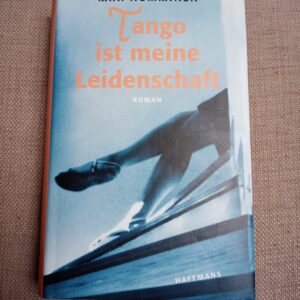 Tango
ist meine
Leidenschaft
ROMAN
HAFFMANS